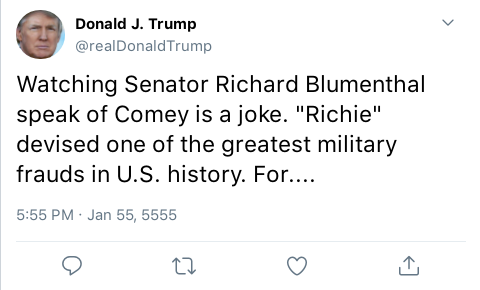 Donald J. Trump
@realDonaldTrump
Watching Senator Richard Blumenthal
speak of Comey is a joke. "Richie"
devised one of the greatest military
frauds in U.S. history. For....
5:55 PM · Jan 55, 5555